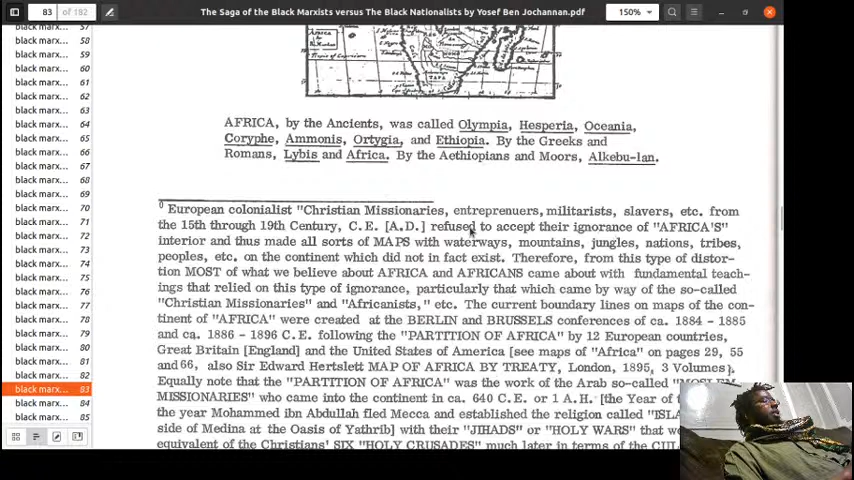 83 of 182
The Saga of the Black Marxists versus The Black Nationalists by Yosef Ben Jochannan.pdf
150%
black marx... 57
black marx... 58
black marx... 59
black marx... 60
black marx... 61
black marx... 62
black marx... 63
black marx... 64
black marx... 65
black marx... 66
black marx... 67
black marx... 68
black marx... 69
black marx... 70
black marx... 71
black marx... 72
black marx... 73
black marx... 74
black marx... 75
black marx... 76
black marx... 77
black marx... 78
black marx... 79
black marx... 80
black marx... 81
black marx... 82
black marx... 83
black marx... 84
black marx... 85
AFRICA, by the Ancients, was called Olympia, Hesperia, Oceania,
Coryphe, Ammonis, Ortygia, and Ethiopia. By the Greeks and
Romans, Lybis and Africa. By the Aethiopians and Moors, Alkebu-lan.
European colonialist "Christian Missionaries, entreprenuers, militarists, slavers, etc. from
the 15th through 19th Century, C.E. [A.D.] refused to accept their ignorance of "AFRICA'S"
interior and thus made all sorts of MAPS with waterways, mountains, jungles, nations, tribes,
peoples, etc. on the continent which did not in fact exist. Therefore, from this type of distor-
tion MOST of what we believe about AFRICA and AFRICANS came about with fundamental teach-
ings that relied on this type of ignorance, particularly that which came by way of the so-called
"Christian Missionaries" and "Africanists," etc. The current boundary lines on maps of the con-
tinent of "AFRICA" were created at the BERLIN and BRUSSELS conferences of ca. 1884 - 1885
and ca. 1886 - 1896 C.E. following the "PARTITION OF AFRICA" by 12 European countries,
Great Britain [England] and the United States of America [see maps of "Africa" on pages 29, 55
and 66, also Sir Edward Hertslett MAP OF AFRICA BY TREATY, London, 1895, 3 Volumes].
Equally note that the "PARTITION OF AFRICA" was the work of the Arab so-called "MOSLEM
MISSIONARIES" who came into the continent in ca. 640 C.E. or 1 A.H. [the Year of
the year Mohammed ibn Abdullah fled Mecca and established the religion called "ISLA
side of Medina at the Oasis of Yathrib] with their "JIHADS" or "HOLY WARS" that we
equivalent of the Christians' SIX "HOLY CRUSADES" much later in terms of the CUL